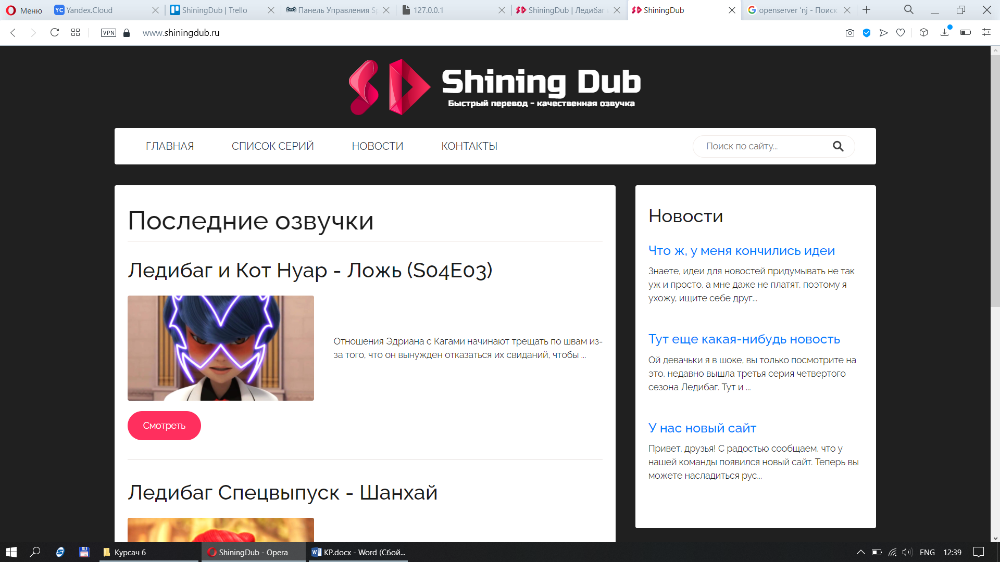 Меню
Yandex.Cloud
ShiningDub | Trello
Панель Управления Sp
127.0.0.1
ShiningDub | Ледибаг и
ShiningDub
openserver 'nj - Поиск
VPN
www.shiningdub.ru
Shining Dub
Быстрый перевод - качественная озвучка
ГЛАВНАЯ
СПИСОК СЕРИЙ
НОВОСТИ
КОНТАКТЫ
Поиск по сайту...
Последние озвучки
Ледибаг и Кот Нуар - Ложь (S04E03)
Отношения Эдриана с Кагами начинают трещать по швам из-
за того, что он вынужден отказаться их свиданий, чтобы ...
Смотреть
Ледибаг Спецвыпуск - Шанхай
Новости
Что ж, у меня кончились идеи
Знаете, идеи для новостей придумывать не так
уж и просто, а мне даже не платят, поэтому я
ухожу, ищите себе друг...
Тут еще какая-нибудь новость
Ой девачьки я в шоке, вы только посмотрите на
это, недавно вышла третья серия четвертого
сезона Ледибаг. Тут и ...
У нас новый сайт
Привет, друзья! С радостью сообщаем, что у
нашей команды появился новый сайт. Теперь вы
можете насладиться рус...
Курсач 6
ShiningDub - Opera
КР.docx - Word (Сбой...
ENG
12:39